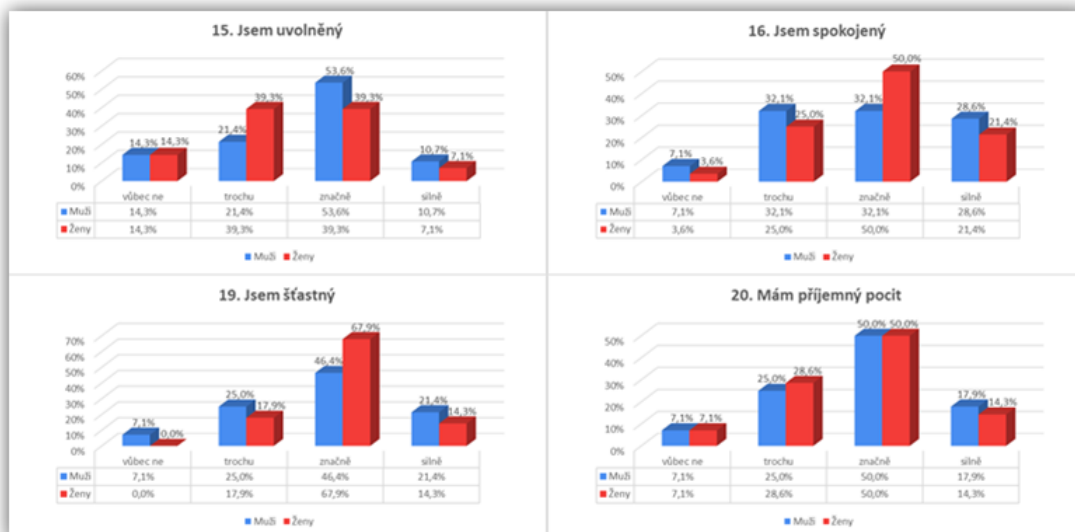 15. Jsem uvolněný
60%
50%
40%
30%
20%
10%
0%
14,3% 14,3%
21,4% 39,3%
53,6% 39,3%
10,7% 7,1%
vůbec ne trochu značně silně
Muži 14,3% 21,4% 53,6% 10,7%
Ženy 14,3% 39,3% 39,3% 7,1%
Muži Ženy
16. Jsem spokojený
50%
40%
30%
20%
10%
0%
7,1% 3,6%
32,1% 25,0%
32,1% 50,0%
28,6% 21,4%
vůbec ne trochu značně silně
Muži 7,1% 32,1% 32,1% 28,6%
Ženy 3,6% 25,0% 50,0% 21,4%
Muži Ženy
19. Jsem šťastný
70%
60%
50%
40%
30%
20%
10%
0%
7,1% 0,0%
25,0% 17,9%
46,4% 67,9%
21,4% 14,3%
vůbec ne trochu značně silně
Muži 7,1% 25,0% 46,4% 21,4%
Ženy 0,0% 17,9% 67,9% 14,3%
Muži Ženy
20. Mám příjemný pocit
50%
40%
30%
20%
10%
0%
7,1% 7,1%
25,0% 28,6%
50,0% 50,0%
17,9% 14,3%
vůbec ne trochu značně silně
Muži 7,1% 25,0% 50,0% 17,9%
Ženy 7,1% 28,6% 50,0% 14,3%
Muži Ženy